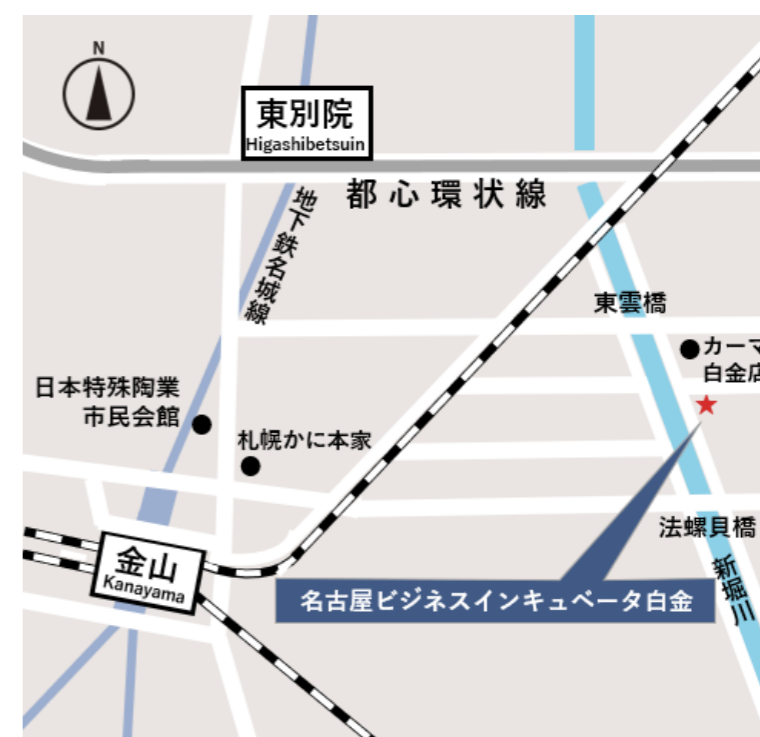 N
東別院
Higashibetsuin
都心環状線
地下鉄名城線
東雲橋
カーマ
白金店
日本特殊陶業
市民会館
札幌かに本家
法螺貝橋
金山
Kanayama
新堀川
名古屋ビジネスインキュベータ白金